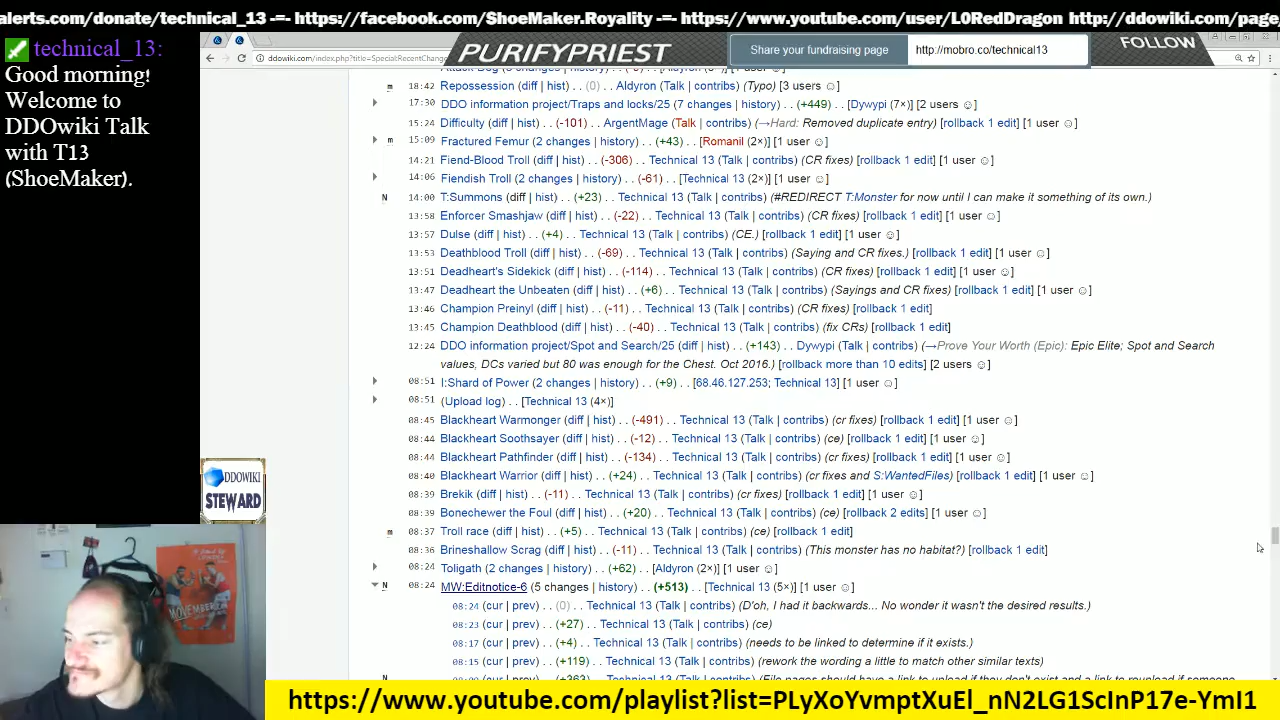 alerts.com/donate/technical_13 -=- https://facebook.com/ShoeMaker.Royality -=- https://www.youtube.com/user/L0RedDragon http://ddowiki.com/page
technical_13:
Good morning!
Welcome to
DDOwiki Talk
with T13
(ShoeMaker).
PURIFYPRIEST
Share your fundraising page
http://mobro.co/technical13
FOLLOW
ddowiki.com/index.php?title=Special:RecentChange
m 18:42 Repossession (diff | hist) . . (0) . . Aldyron (Talk | contribs) (Typo) [3 users ☺]
17:30 DDO information project/Traps and locks/25 (7 changes | history) . . (+449) . . [Dywypi (7×)] [2 users ☺]
15:24 Difficulty (diff | hist) . . (-101) . . ArgentMage (Talk | contribs) (→Hard: Removed duplicate entry) [rollback 1 edit] [1 user ☺]
m 15:09 Fractured Femur (2 changes | history) . . (+43) . . [Romanil (2×)] [1 user ☺]
14:21 Fiend-Blood Troll (diff | hist) . . (-306) . . Technical 13 (Talk | contribs) (CR fixes) [rollback 1 edit] [1 user ☺]
14:06 Fiendish Troll (2 changes | history) . . (-61) . . [Technical 13 (2×)] [1 user ☺]
N 14:00 T:Summons (diff | hist) . . (+23) . . Technical 13 (Talk | contribs) (#REDIRECT T:Monster for now until I can make it something of its own.)
13:58 Enforcer Smashjaw (diff | hist) . . (-22) . . Technical 13 (Talk | contribs) (CR fixes) [rollback 1 edit] [1 user ☺]
13:57 Dulse (diff | hist) . . (+4) . . Technical 13 (Talk | contribs) (CE.) [rollback 1 edit] [1 user ☺]
13:53 Deathblood Troll (diff | hist) . . (-69) . . Technical 13 (Talk | contribs) (Saying and CR fixes.) [rollback 1 edit] [1 user ☺]
13:51 Deadheart's Sidekick (diff | hist) . . (-114) . . Technical 13 (Talk | contribs) (CR fixes) [rollback 1 edit] [1 user ☺]
13:47 Deadheart the Unbeaten (diff | hist) . . (+6) . . Technical 13 (Talk | contribs) (Sayings and CR fixes) [rollback 1 edit] [1 user ☺]
13:46 Champion Preinyl (diff | hist) . . (-11) . . Technical 13 (Talk | contribs) (CR fixes) [rollback 1 edit]
13:45 Champion Deathblood (diff | hist) . . (-40) . . Technical 13 (Talk | contribs) (fix CRs) [rollback 1 edit]
12:24 DDO information project/Spot and Search/25 (diff | hist) . . (+143) . . Dywypi (Talk | contribs) (→Prove Your Worth (Epic): Epic Elite; Spot and Search
values, DCs varied but 80 was enough for the Chest. Oct 2016.) [rollback more than 10 edits] [2 users ☺]
08:51 I:Shard of Power (2 changes | history) . . (+9) . . [68.46.127.253; Technical 13] [1 user ☺]
08:51 (Upload log) . . [Technical 13 (4×)]
08:45 Blackheart Warmonger (diff | hist) . . (-491) . . Technical 13 (Talk | contribs) (cr fixes) [rollback 1 edit] [1 user ☺]
08:44 Blackheart Soothsayer (diff | hist) . . (-12) . . Technical 13 (Talk | contribs) (ce) [rollback 1 edit] [1 user ☺]
08:44 Blackheart Pathfinder (diff | hist) . . (-134) . . Technical 13 (Talk | contribs) (cr fixes) [rollback 1 edit] [1 user ☺]
08:40 Blackheart Warrior (diff | hist) . . (+24) . . Technical 13 (Talk | contribs) (cr fixes and S:WantedFiles) [rollback 1 edit] [1 user ☺]
08:39 Brekik (diff | hist) . . (-11) . . Technical 13 (Talk | contribs) (cr fixes) [rollback 1 edit] [1 user ☺]
08:39 Bonechewer the Foul (diff | hist) . . (+20) . . Technical 13 (Talk | contribs) (ce) [rollback 2 edits] [1 user ☺]
m 08:37 Troll race (diff | hist) . . (+5) . . Technical 13 (Talk | contribs) (ce) [rollback 1 edit]
08:36 Brineshallow Scrag (diff | hist) . . (-11) . . Technical 13 (Talk | contribs) (This monster has no habitat?) [rollback 1 edit]
08:24 Toligath (2 changes | history) . . (+62) . . [Aldyron (2×)] [1 user ☺]
N 08:24 MW:Editnotice-6 (5 changes | history) . . (+513) . . [Technical 13 (5×)] [1 user ☺]
08:24 (cur | prev) . . (0) . . Technical 13 (Talk | contribs) (D'oh, I had it backwards... No wonder it wasn't the desired results.)
08:23 (cur | prev) . . (+27) . . Technical 13 (Talk | contribs) (ce)
08:17 (cur | prev) . . (+4) . . Technical 13 (Talk | contribs) (needs to be linked to determine if it exists.)
08:15 (cur | prev) . . (+119) . . Technical 13 (Talk | contribs) (rework the wording a little to match other similar texts)
DDOWIKI
STEWARD
MOVEMBER
https://www.youtube.com/playlist?list=PLyXoYvmptXuEl_nN2LG1ScInP17e-YmI1